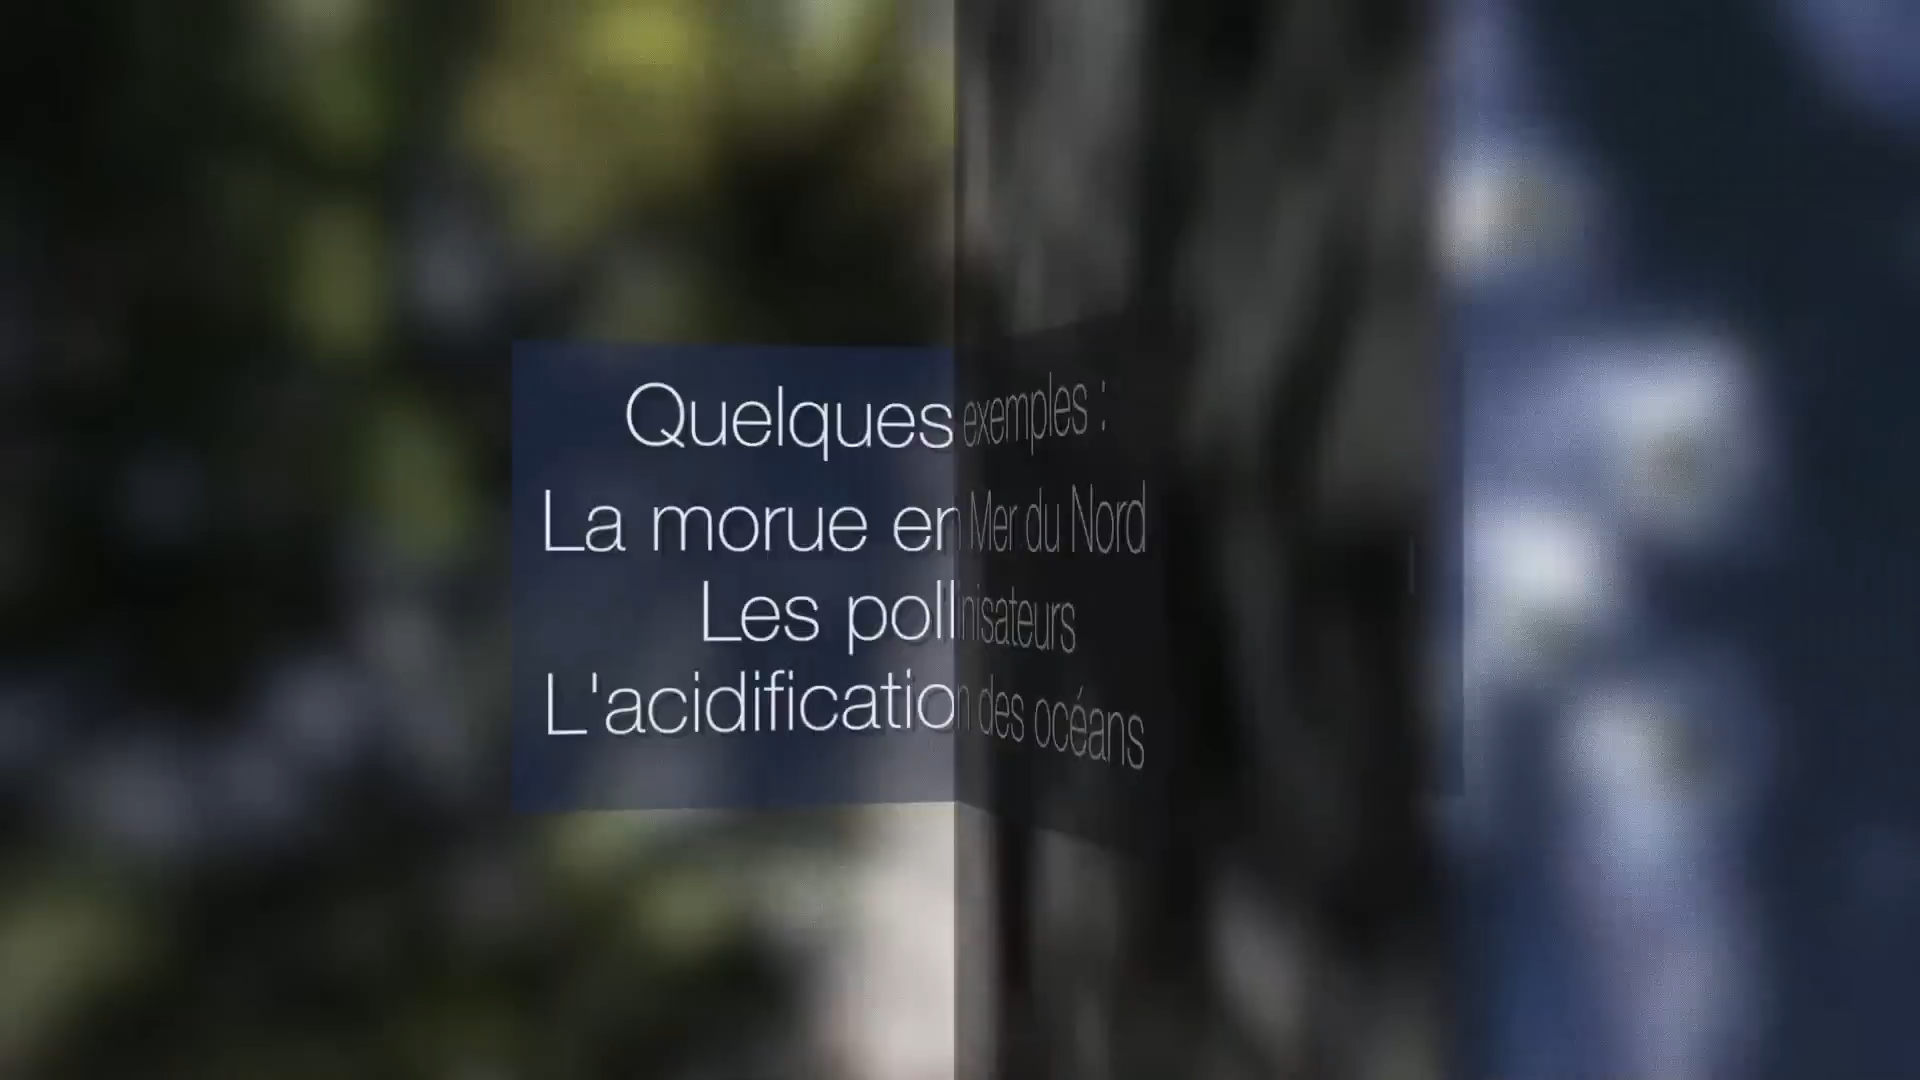 Quelques exemples :
La morue en Mer du Nord
Les pollinisateurs
L'acidification des océans